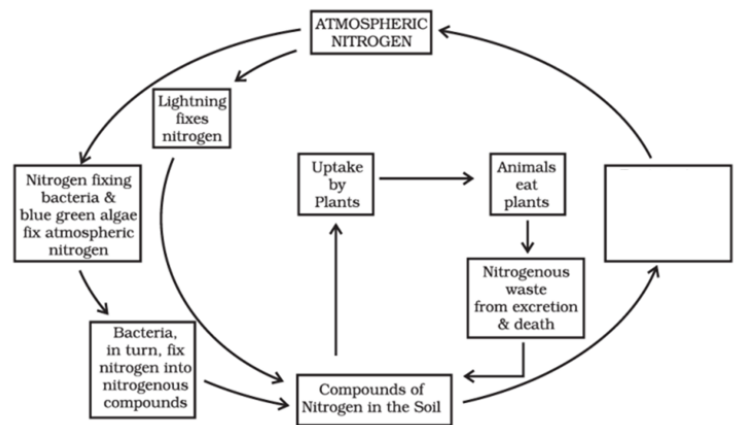 ATMOSPHERIC
NITROGEN
Lightning
fixes
nitrogen
Nitrogen fixing
bacteria &
blue green algae
fix atmospheric
nitrogen
Uptake
by
Plants
Animals
eat
plants
Nitrogenous
waste
from excretion
& death
Bacteria,
in turn, fix
nitrogen into
nitrogenous
compounds
Compounds of
Nitrogen in the Soil